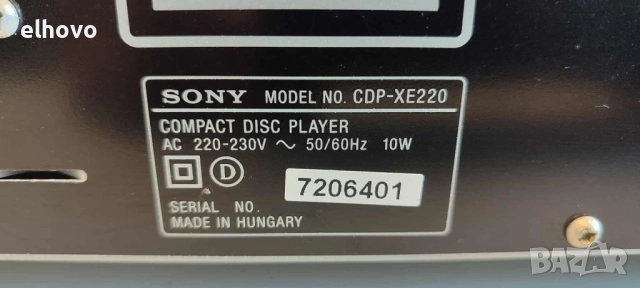 elhovo
SONY MODEL NO. CDP-XE220
COMPACT DISC PLAYER
AC 220-230V ~ 50/60Hz 10W
D
7206401
SERIAL NO.
MADE IN HUNGARY
BAZAR